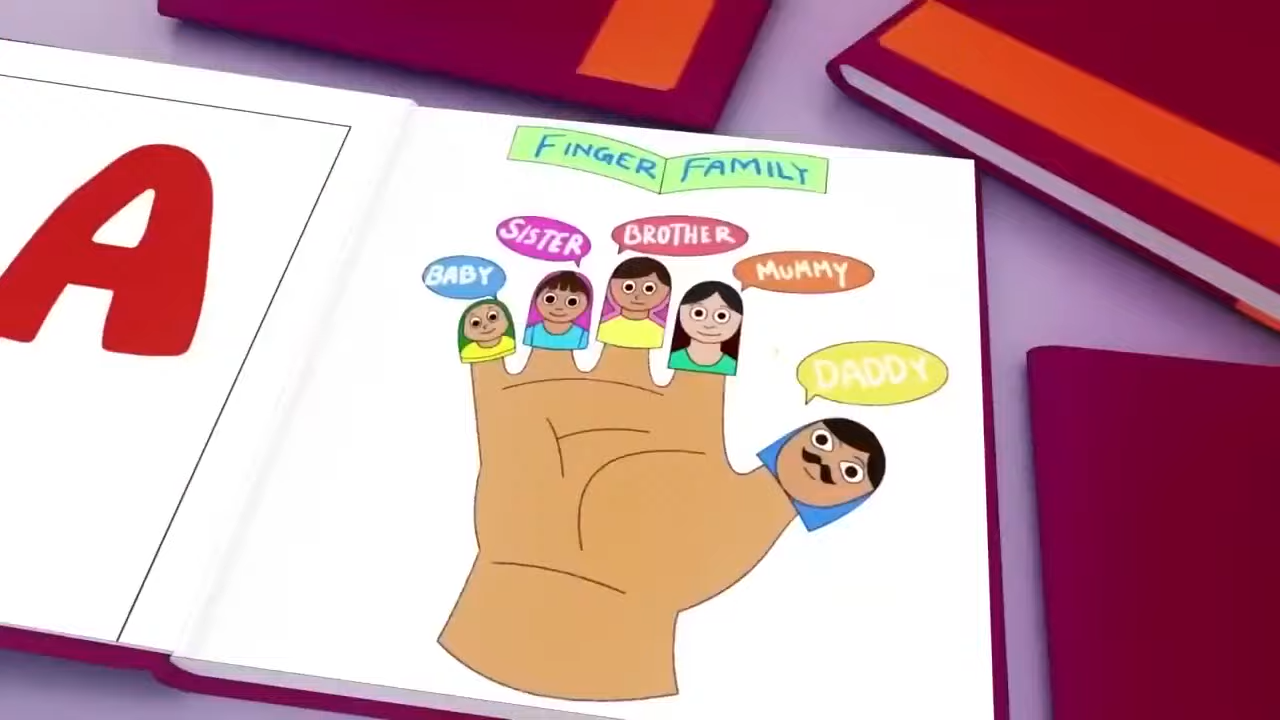 A
FINGER FAMILY
SISTER
BROTHER
BABY
MUMMY
DADDY